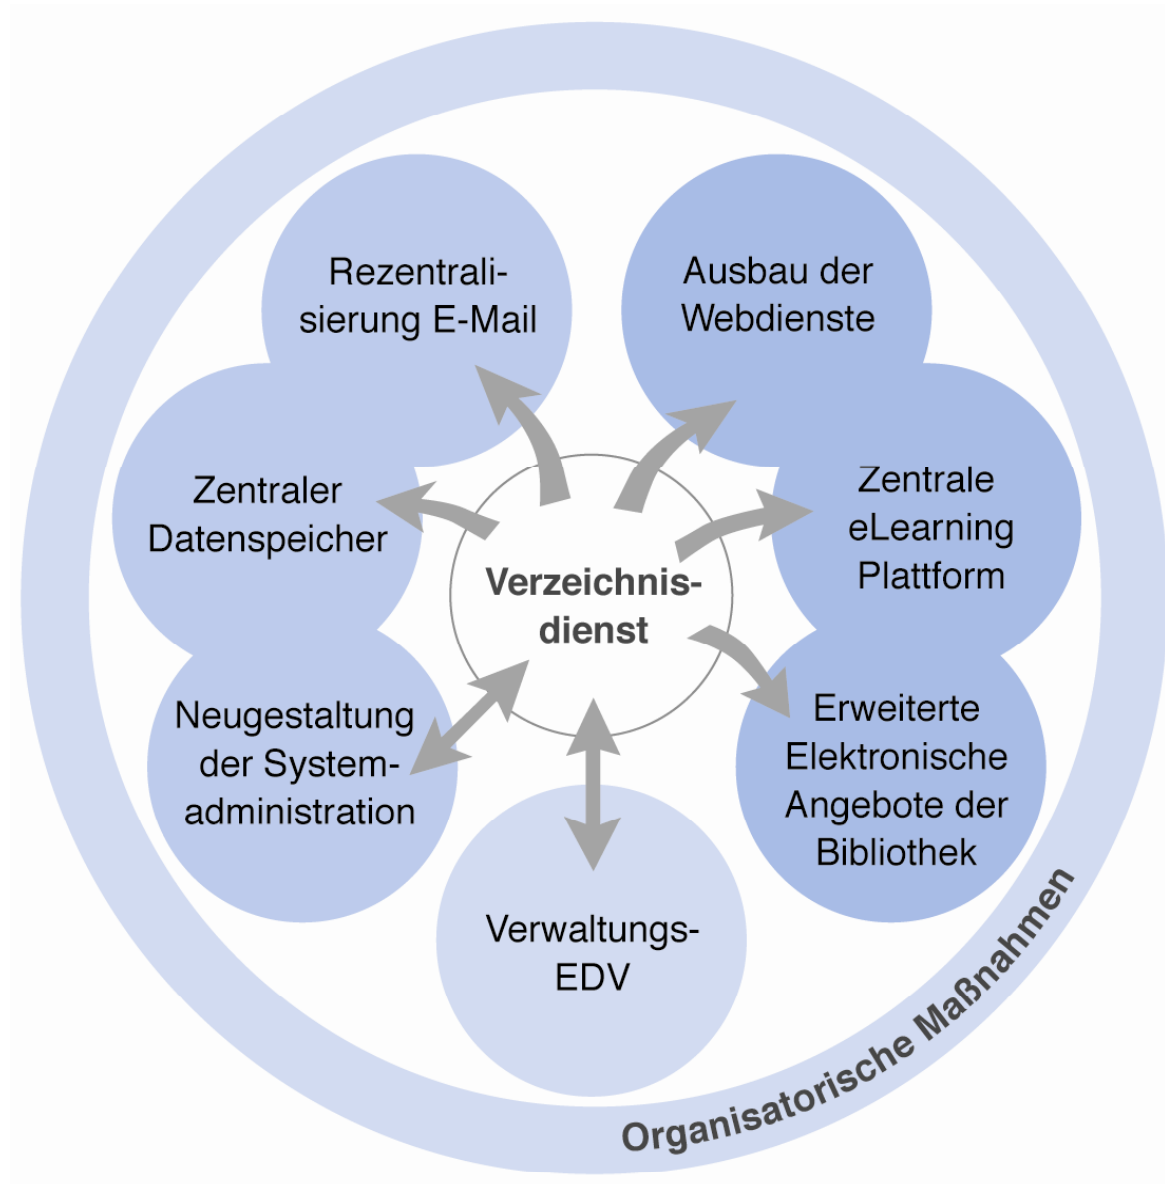 Rezentrali-
sierung E-Mail
Ausbau der
Webdienste
Zentraler
Datenspeicher
Zentrale
eLearning
Plattform
Verzeichnis-
dienst
Neugestaltung
der System-
administration
Erweiterte
Elektronische
Angebote der
Bibliothek
Verwaltungs-
EDV
Organisatorische Maßnahmen